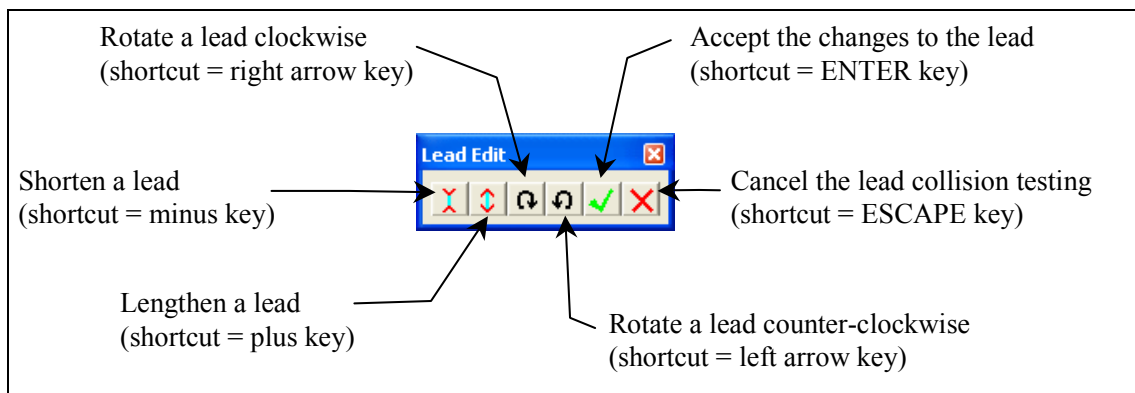 Rotate a lead clockwise
(shortcut = right arrow key)
Accept the changes to the lead
(shortcut = ENTER key)
Lead Edit
Shorten a lead
(shortcut = minus key)
Cancel the lead collision testing
(shortcut = ESCAPE key)
Lengthen a lead
(shortcut = plus key)
Rotate a lead counter-clockwise
(shortcut = left arrow key)